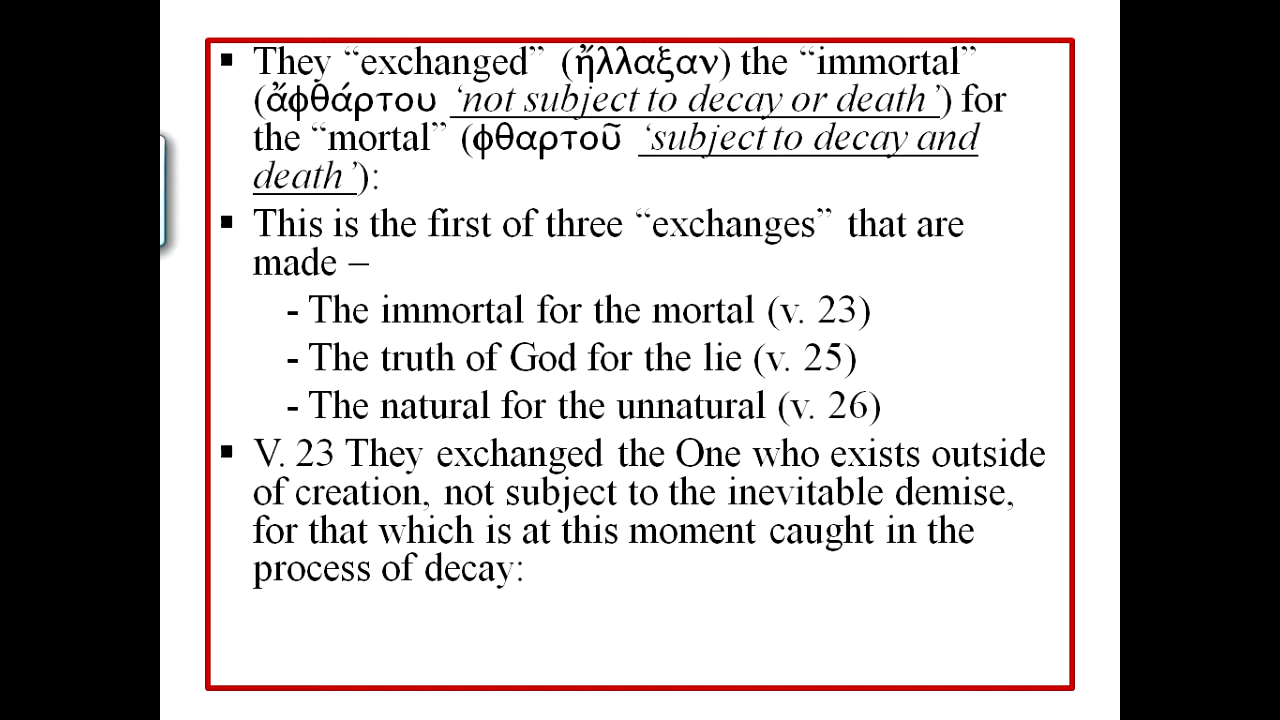 ▪ They “exchanged” (ἤλλαξαν) the “immortal”
(ἄφθάρτου ‘not subject to decay or death’) for
the “mortal” (φθαρτοῦ ‘subject to decay and
death’):
▪ This is the first of three “exchanges” that are
made –
- The immortal for the mortal (v. 23)
- The truth of God for the lie (v. 25)
- The natural for the unnatural (v. 26)
▪ V. 23 They exchanged the One who exists outside
of creation, not subject to the inevitable demise,
for that which is at this moment caught in the
process of decay: